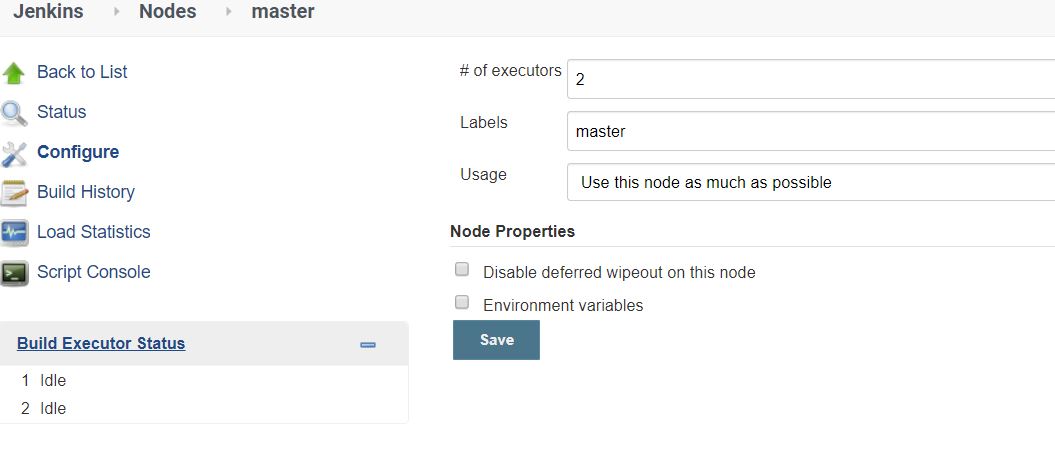 Jenkins Nodes master
Back to List
Status
Configure
Build History
Load Statistics
Script Console
Build Executor Status
1 Idle
2 Idle
# of executors 2
Labels master
Usage Use this node as much as possible
Node Properties
Disable deferred wipeout on this node
Environment variables
Save